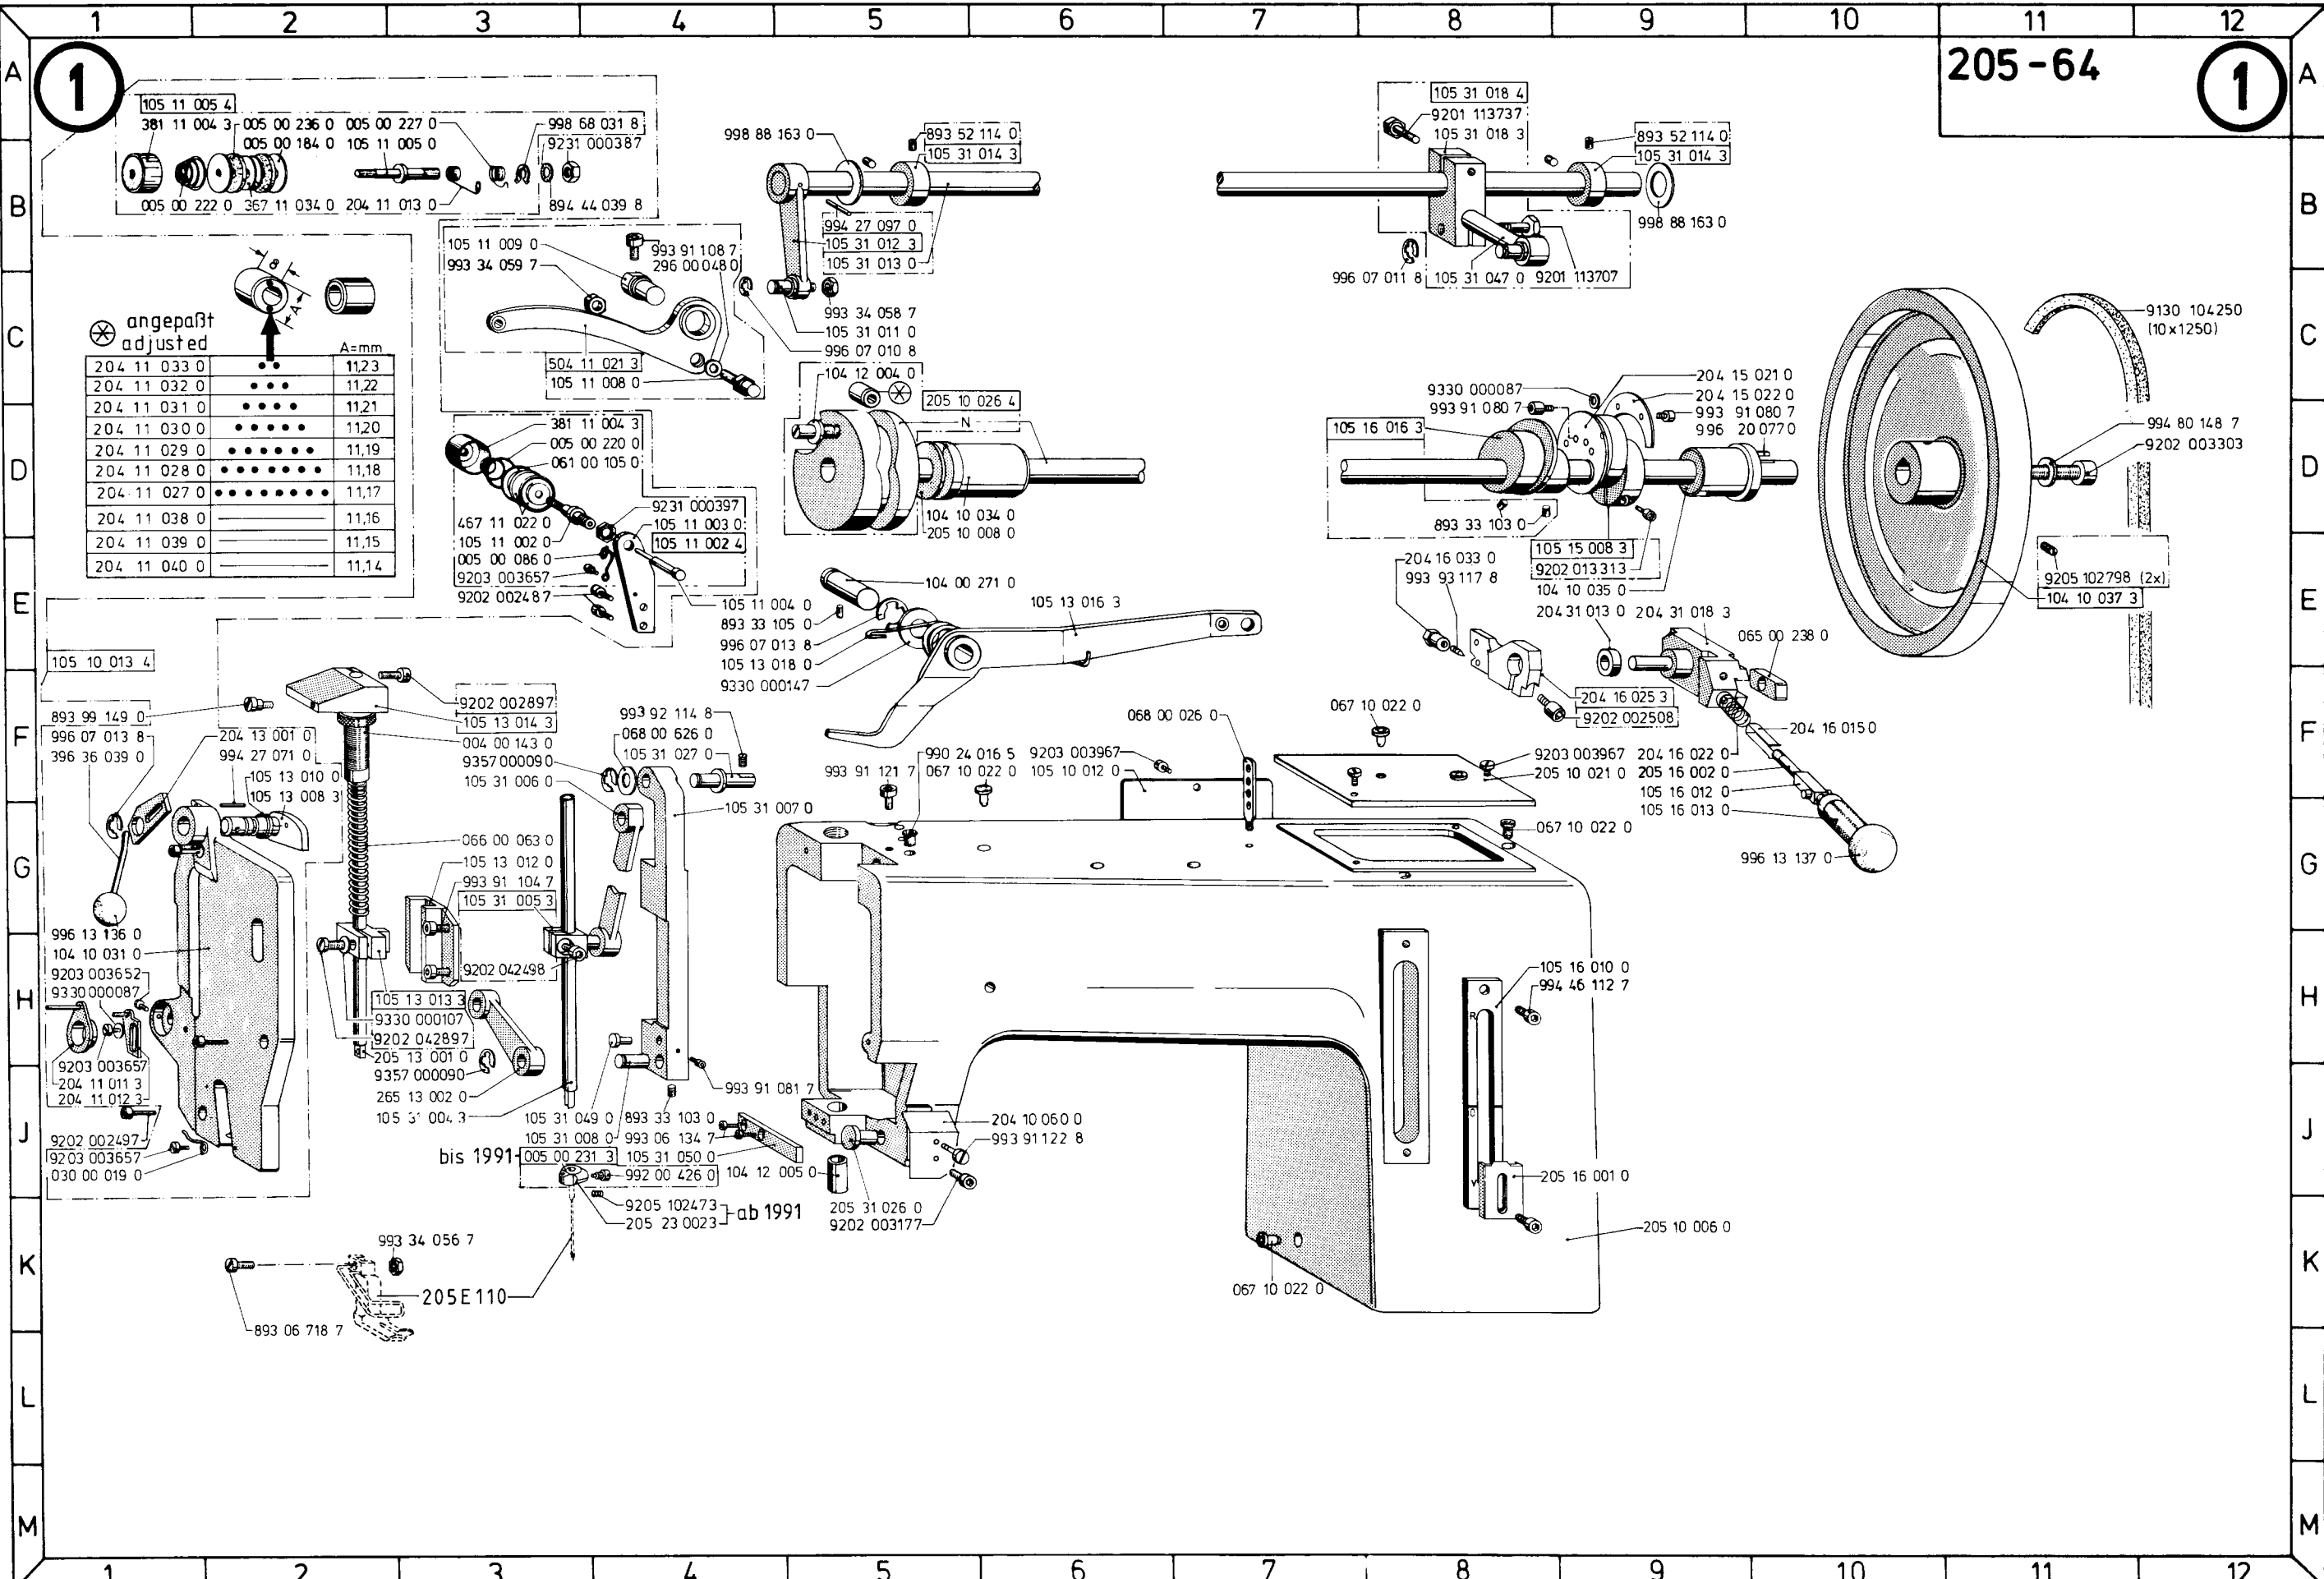 1 2 3 4 5 6 7 8 9 10 11 12
A
1
205-64
1
A
105 11 005 4
381 11 004 3
005 00 236 0
005 00 227 0
998 68 031 8
005 00 184 0
105 11 005 0
9231 000387
005 00 222 0
367 11 034 0
204 11 013 0
894 44 039 8
998 88 163 0
893 52 114 0
105 31 014 3
994 27 097 0
105 31 012 3
105 31 013 0
105 31 018 4
9201 113737
105 31 018 3
893 52 114 0
105 31 014 3
998 88 163 0
996 07 011 8
105 31 047 0
9201 113707
B
B
105 11 009 0
993 34 059 7
993 91 108 7
296 00 048 0
504 11 021 3
105 11 008 0
993 34 058 7
105 31 011 0
996 07 010 8
C
C
B
A
angepaßt
adjusted
A=mm
204 11 033 0 •• 11,23
204 11 032 0 ••• 11,22
204 11 031 0 •••• 11,21
204 11 030 0 ••••• 11,20
204 11 029 0 •••••• 11,19
204 11 028 0 ••••••• 11,18
204 11 027 0 •••••••• 11,17
204 11 038 0 11,16
204 11 039 0 11,15
204 11 040 0 11,14
104 12 004 0
205 10 026 4
N
104 10 034 0
205 10 008 0
9130 104250
(10x1250)
9330 000087
993 91 080 7
204 15 021 0
204 15 022 0
993 91 080 7
996 20 077 0
105 16 016 3
893 33 103 0
105 15 008 3
9202 013313
104 10 035 0
994 80 148 7
9202 003303
9205 102798 (2x)
104 10 037 3
D
D
381 11 004 3
005 00 220 0
061 00 105 0
467 11 022 0
105 11 002 0
005 00 086 0
9203 003657
9202 002487
9231 000397
105 11 003 0
105 11 002 4
105 11 004 0
893 33 105 0
996 07 013 8
105 13 018 0
9330 000147
104 00 271 0
105 13 016 3
204 16 033 0
993 93 117 8
204 31 013 0
204 31 018 3
065 00 238 0
204 16 025 3
9202 002508
E
E
105 10 013 4
893 99 149 0
996 07 013 8
396 36 039 0
204 13 001 0
994 27 071 0
105 13 010 0
105 13 008 3
9202 002897
105 13 014 3
004 00 143 0
9357 000090
105 31 006 0
993 92 114 8
068 00 626 0
105 31 027 0
105 31 007 0
993 91 121 7
990 24 016 5
067 10 022 0
9203 003967
105 10 012 0
068 00 026 0
067 10 022 0
9203 003967
205 10 021 0
067 10 022 0
204 16 015 0
204 16 022 0
205 16 002 0
105 16 012 0
105 16 013 0
996 13 137 0
F
F
066 00 063 0
105 13 012 0
993 91 104 7
105 31 005 3
G
G
996 13 136 0
104 10 031 0
9203 003652
9330 000087
9202 042498
105 13 013 3
9330 000107
9202 042897
205 13 001 0
9357 000090
265 13 002 0
105 31 004 3
R
0
V
105 16 010 0
994 46 112 7
H
H
9203 003657
204 11 011 3
204 11 012 3
9202 002497
9203 003657
030 00 019 0
993 91 081 7
105 31 049 0
893 33 103 0
105 31 008 0
993 06 134 7
bis 1991
005 00 231 3
105 31 050 0
992 00 426 0
104 12 005 0
9205 102473
205 23 0023
ab 1991
204 10 060 0
993 91 122 8
205 31 026 0
9202 003177
205 16 001 0
205 10 006 0
J
J
993 34 056 7
205E110
893 06 718 7
067 10 022 0
K
K
L
L
M
M
1 2 3 4 5 6 7 8 9 10 11 12